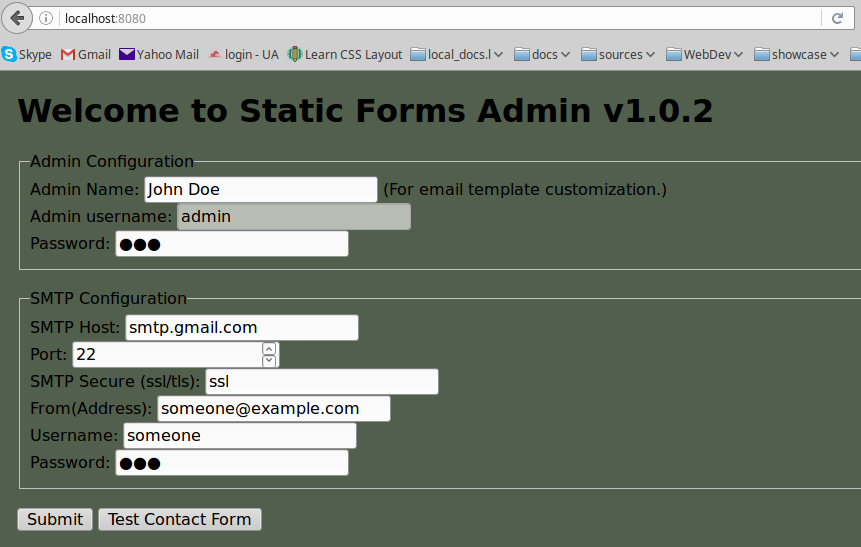 localhost:8080
Skype Gmail Yahoo Mail login - UA Learn CSS Layout local_docs.l docs sources WebDev showcase
Welcome to Static Forms Admin v1.0.2
Admin Configuration
Admin Name: John Doe (For email template customization.)
Admin username: admin
Password: ●●●
SMTP Configuration
SMTP Host: smtp.gmail.com
Port: 22
SMTP Secure (ssl/tls): ssl
From(Address): someone@example.com
Username: someone
Password: ●●●
Submit Test Contact Form